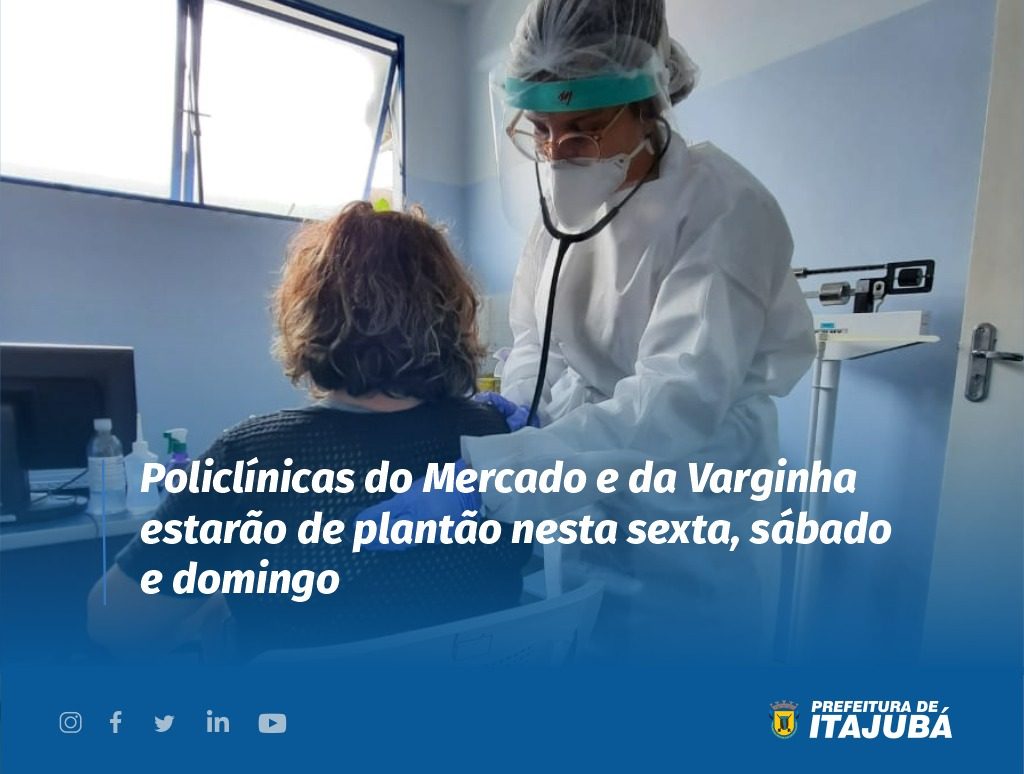 Policlínicas do Mercado e da Varginha
estarão de plantão nesta sexta, sábado
e domingo
PREFEITURA DE
ITAJUBÁ